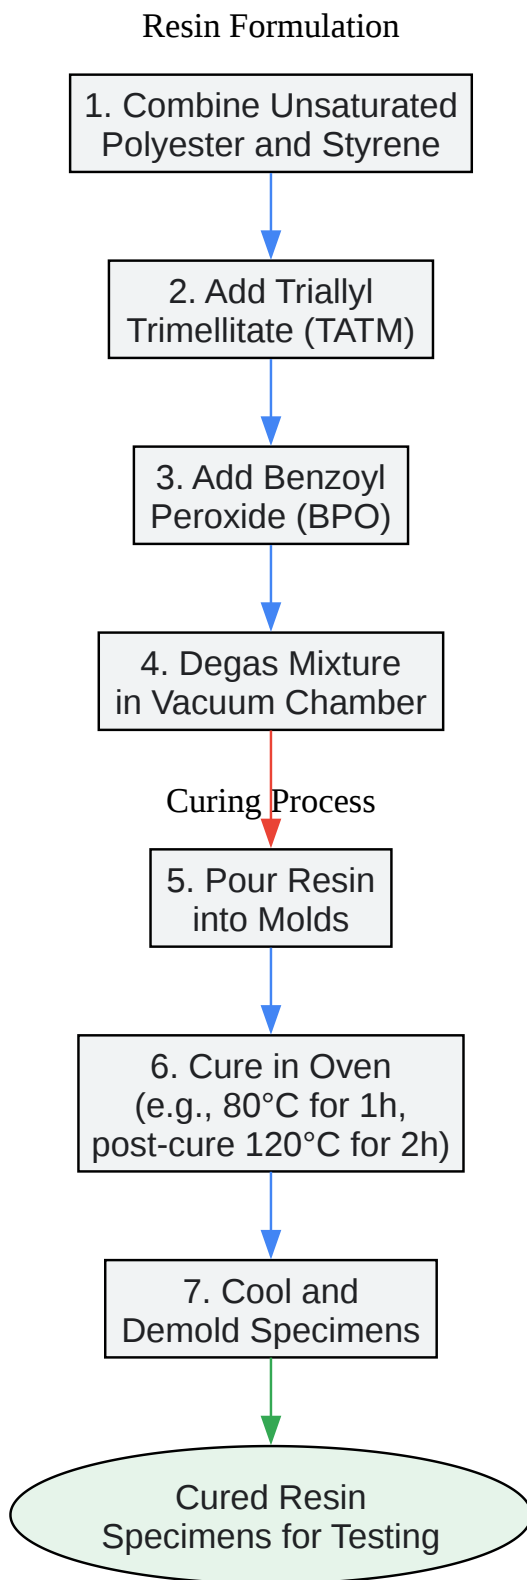 Resin Formulation
1. Combine Unsaturated
Polyester and Styrene
2. Add Triallyl
Trimellitate (TATM)
3. Add Benzoyl
Peroxide (BPO)
4. Degas Mixture
in Vacuum Chamber
Curing Process
5. Pour Resin
into Molds
6. Cure in Oven
(e.g., 80°C for 1h,
post-cure 120°C for 2h)
7. Cool and
Demold Specimens
Cured Resin
Specimens for Testing